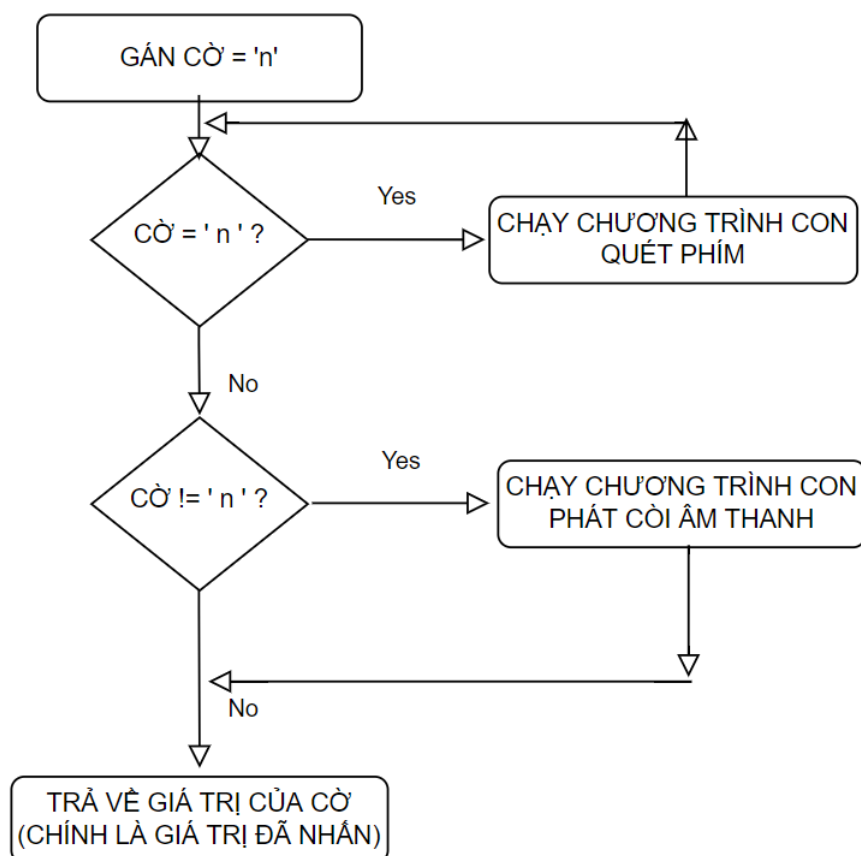 GÁN CỜ = 'n'
CỜ = ' n ' ?
Yes
CHẠY CHƯƠNG TRÌNH CON
QUÉT PHÍM
No
CỜ != ' n ' ?
Yes
CHẠY CHƯƠNG TRÌNH CON
PHÁT CÒI ÂM THANH
No
TRẢ VỀ GIÁ TRỊ CỦA CỜ
(CHÍNH LÀ GIÁ TRỊ ĐÃ NHẤN)